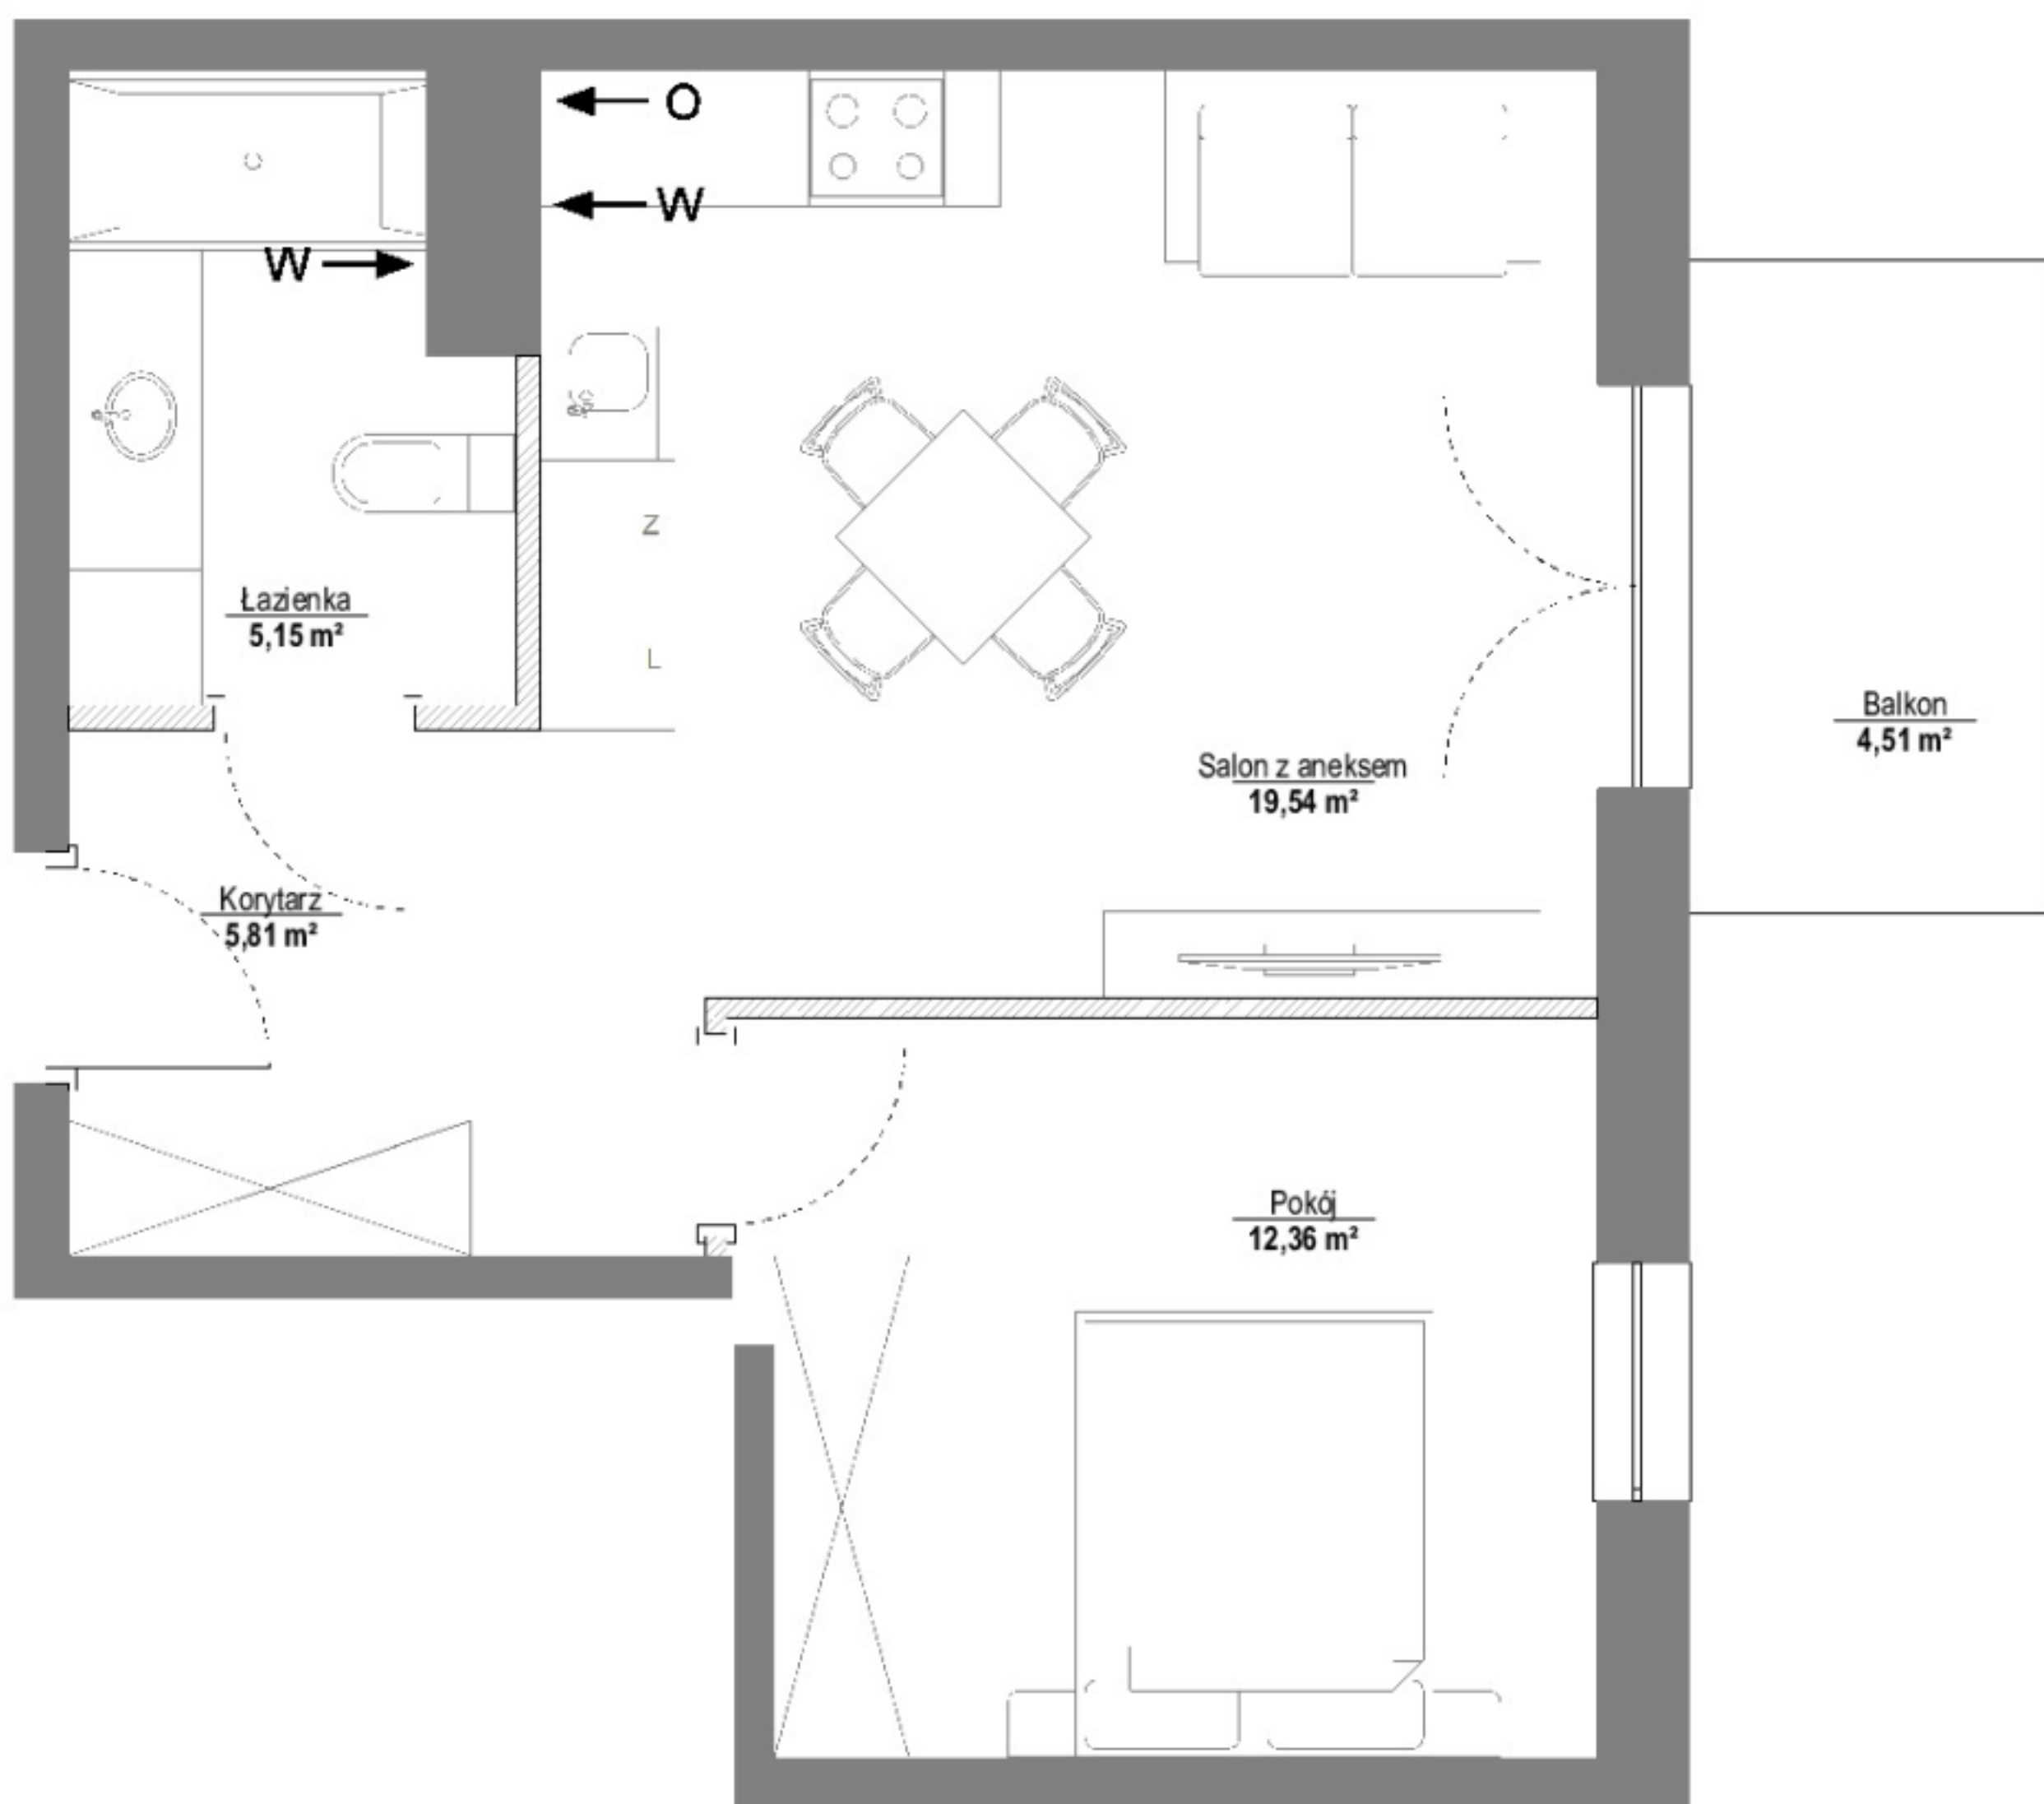 O
W
W
Z
Łazienka
5,15 m²
L
Balkon
4,51 m²
Salon z aneksem
19,54 m²
Korytarz
5,81 m²
Pokój
12,36 m²